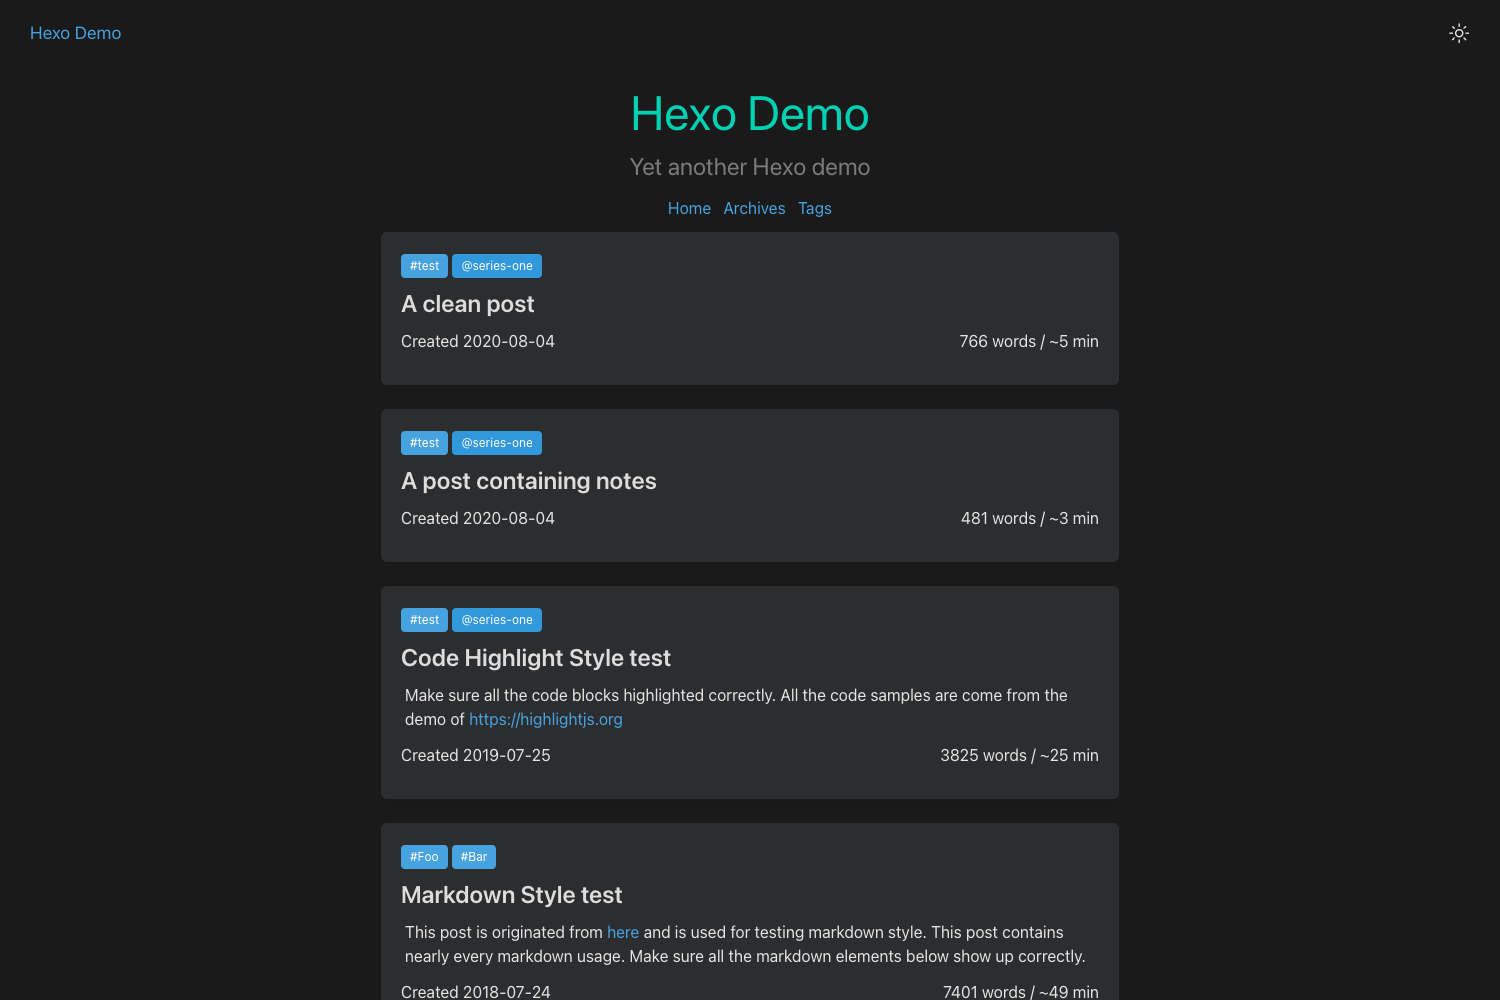 Hexo Demo
Hexo Demo
Yet another Hexo demo
Home Archives Tags
#test @series-one
A clean post
Created 2020-08-04 766 words / ~5 min
#test @series-one
A post containing notes
Created 2020-08-04 481 words / ~3 min
#test @series-one
Code Highlight Style test
Make sure all the code blocks highlighted correctly. All the code samples are come from the
demo of https://highlightjs.org
Created 2019-07-25 3825 words / ~25 min
#Foo #Bar
Markdown Style test
This post is originated from here and is used for testing markdown style. This post contains
nearly every markdown usage. Make sure all the markdown elements below show up correctly.
Created 2018-07-24 7401 words / ~49 min